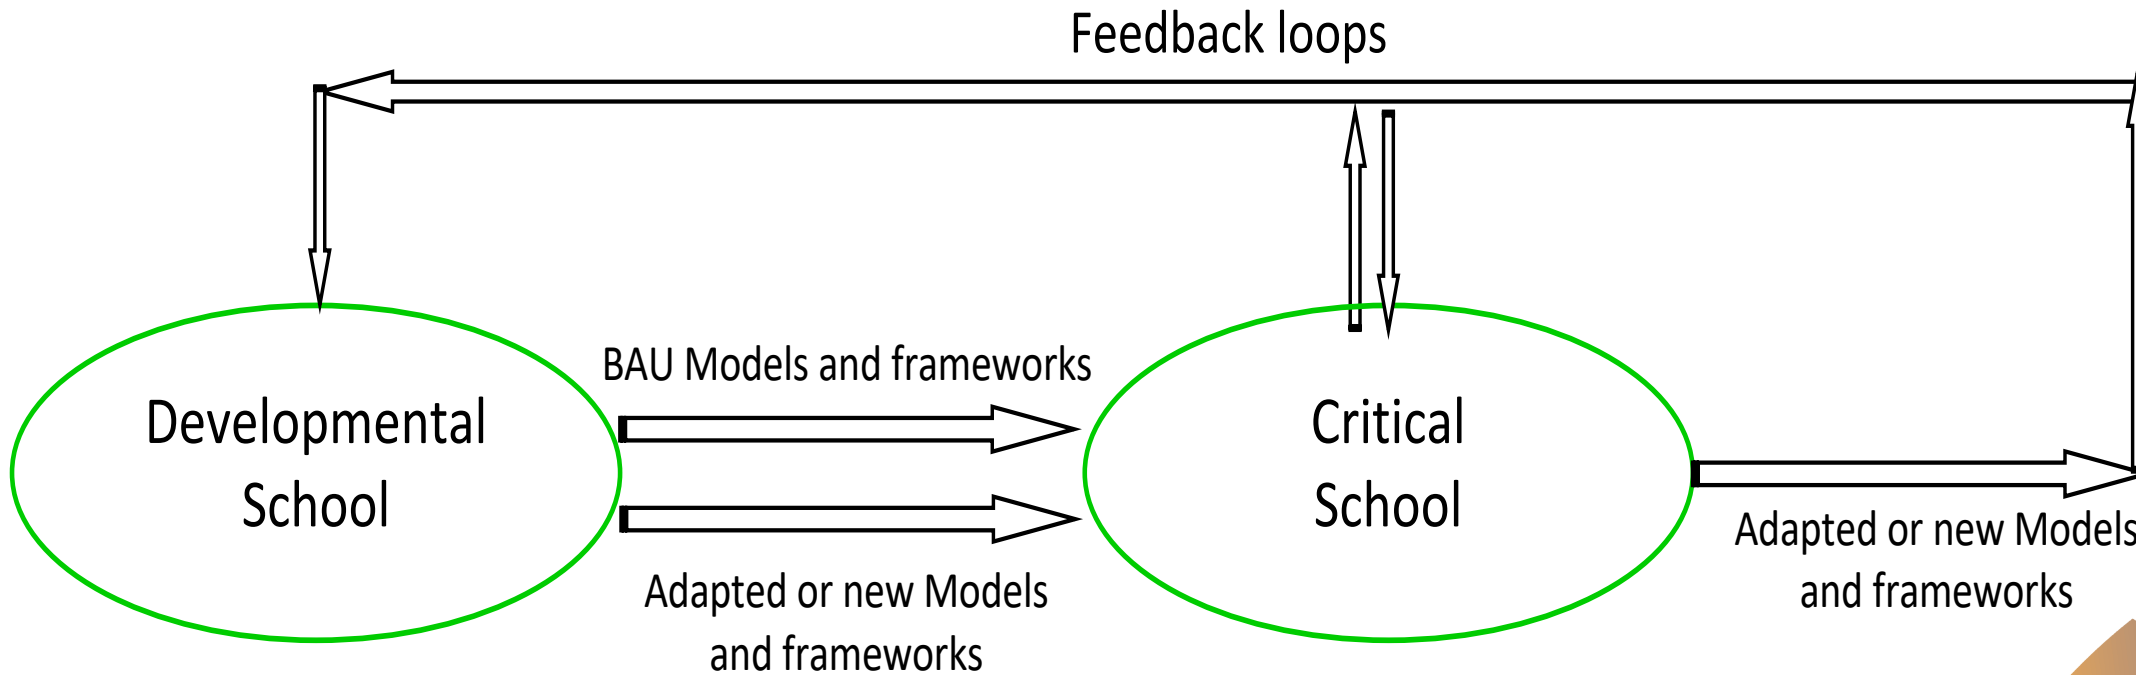 Feedback loops
BAU Models and frameworks
Developmental
School
Critical
School
Adapted or new Models
and frameworks
Adapted or new Models
and frameworks